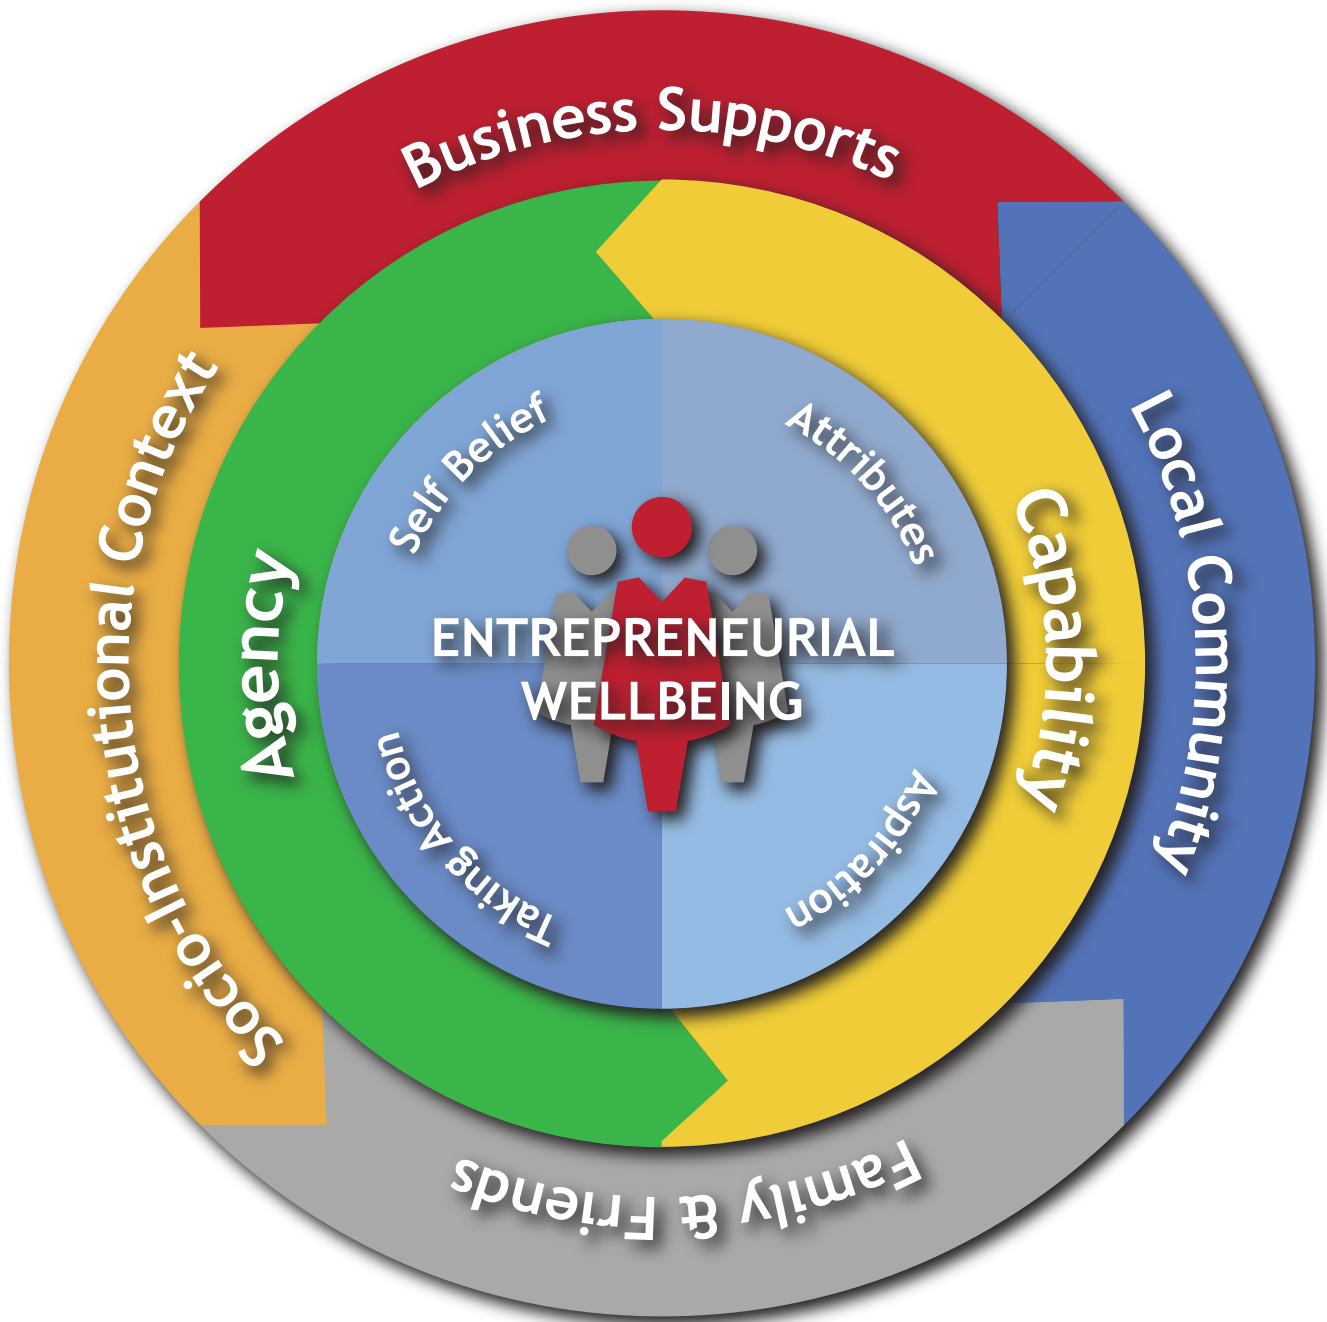 Business Supports
Local Community
Family & Friends
Socio-Institutional Context
Capability
Agency
Self Belief
Attributes
Aspiration
Taking Action
ENTREPRENEURIAL
WELLBEING